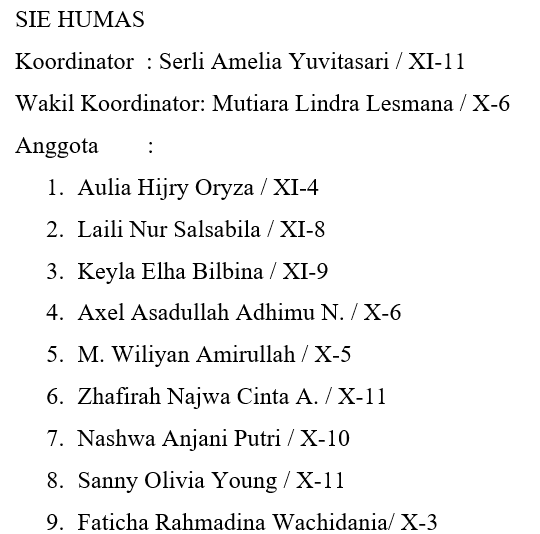 SIE HUMAS
Koordinator : Serli Amelia Yuvitasari / XI-11
Wakil Koordinator: Mutiara Lindra Lesmana / X-6
Anggota :
1. Aulia Hijry Oryza / XI-4
2. Laili Nur Salsabila / XI-8
3. Keyla Elha Bilbina / XI-9
4. Axel Asadullah Adhimu N. / X-6
5. M. Wiliyan Amirullah / X-5
6. Zhafirah Najwa Cinta A. / X-11
7. Nashwa Anjani Putri / X-10
8. Sanny Olivia Young / X-11
9. Faticha Rahmadina Wachidania/ X-3